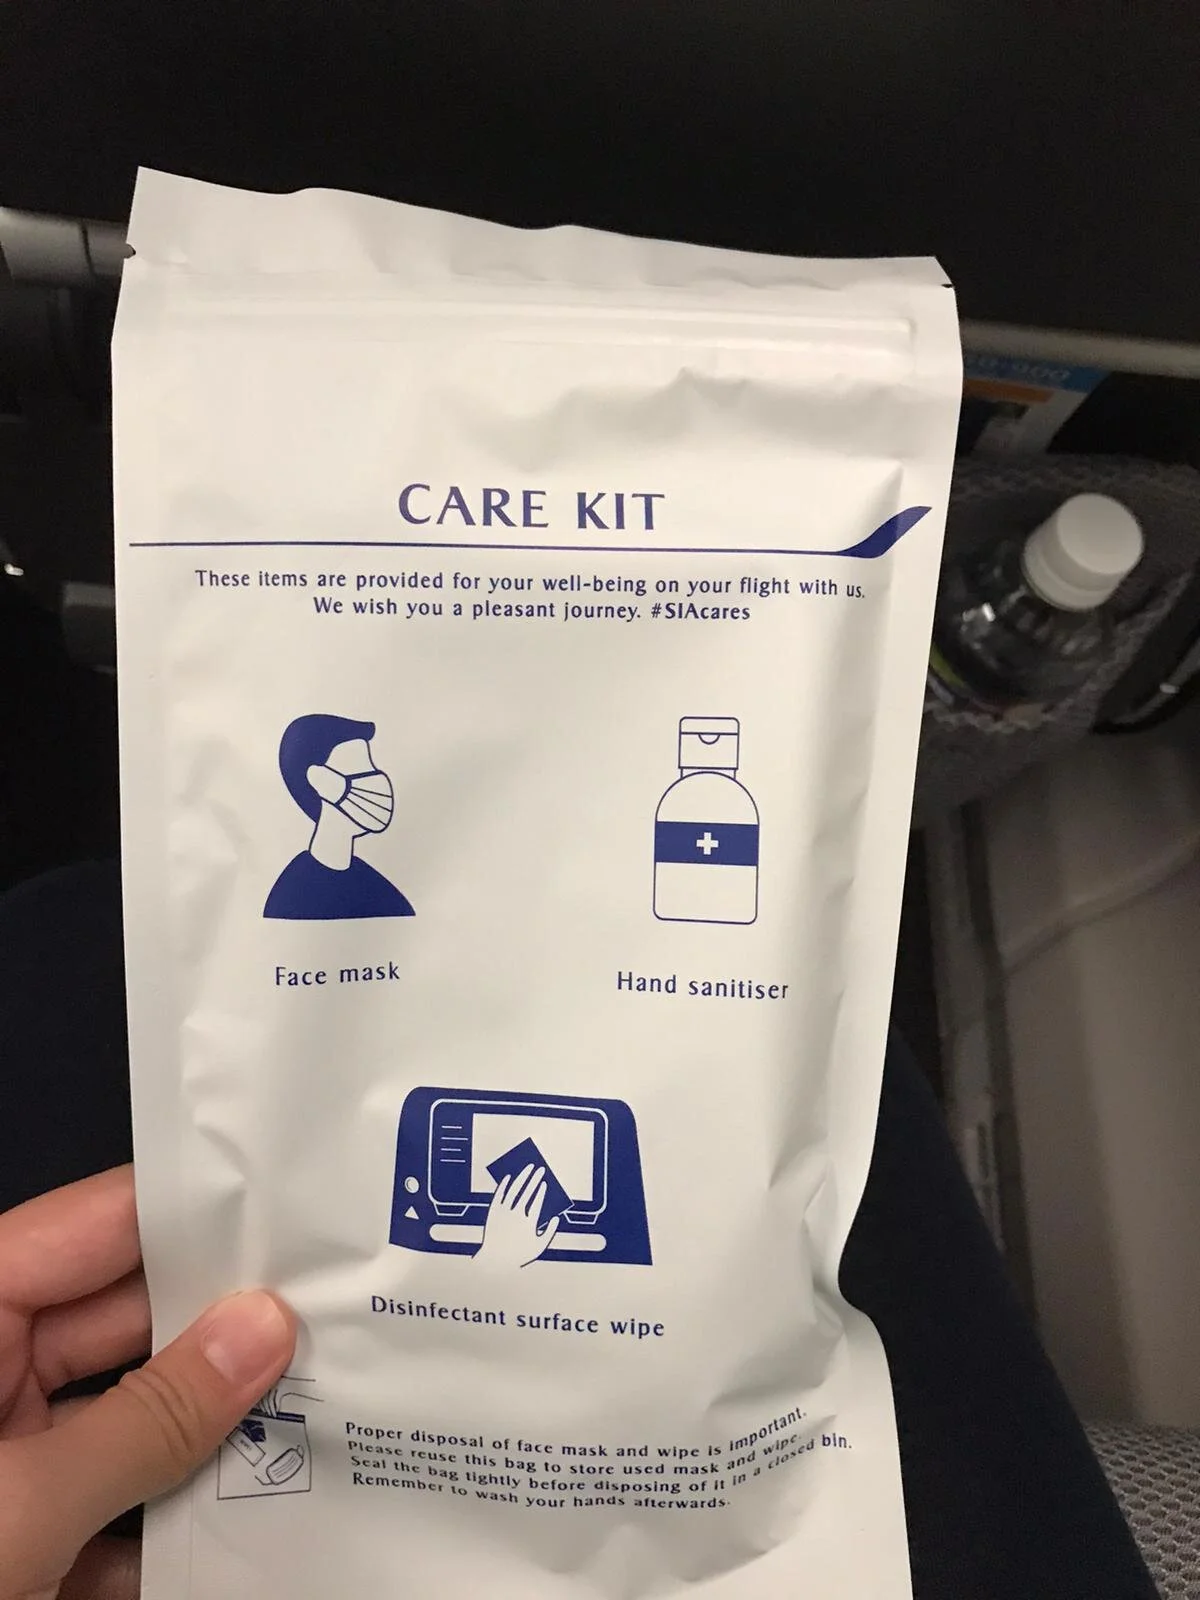 CARE KIT
These items are provided for your well-being on your flight with us.
We wish you a pleasant journey. #SIAcares
Face mask
Hand sanitiser
Disinfectant surface wipe
Proper disposal of face mask and wipe is important.
Please reuse this bag to store used mask and wipe.
Seal the bag tightly before disposing of it in a closed bin.
Remember to wash your hands afterwards.